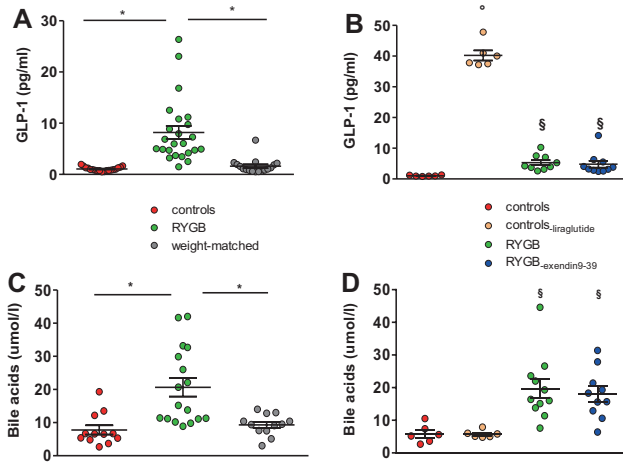 A
B
* *
30
20
10
0
GLP-1 (pg/ml)
°
50
40
30
20
10
0
GLP-1 (pg/ml)
§ §
controls
RYGB
weight-matched
controls-liraglutide
controls
controls-liraglutide
RYGB
RYGB-exendin9-39
C
D
* *
50
40
30
20
10
0
Bile acids (umol/l)
§ §
50
40
30
20
10
0
Bile acids (umol/l)